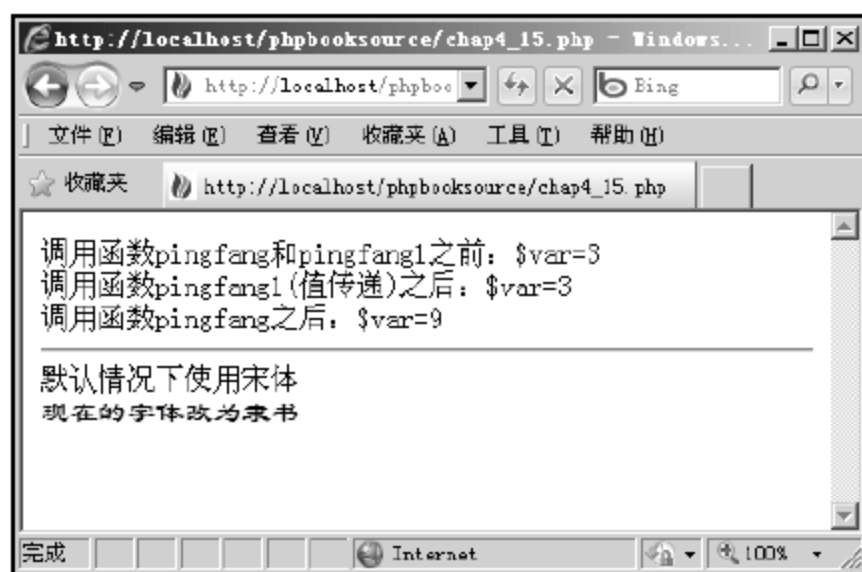 http://localhost/phpbooksource/chap4_15.php - Windows...
http://localhost/phpboo
Bing
文件(F) 编辑(E) 查看(V) 收藏夹(A) 工具(T) 帮助(H)
收藏夹 http://localhost/phpbooksource/chap4_15.php
调用函数pingfang和pingfang1之前：$var=3
调用函数pingfang1(值传递)之后：$var=3
调用函数pingfang之后：$var=9
默认情况下使用宋体
现在的字体改为隶书
完成 Internet 100%